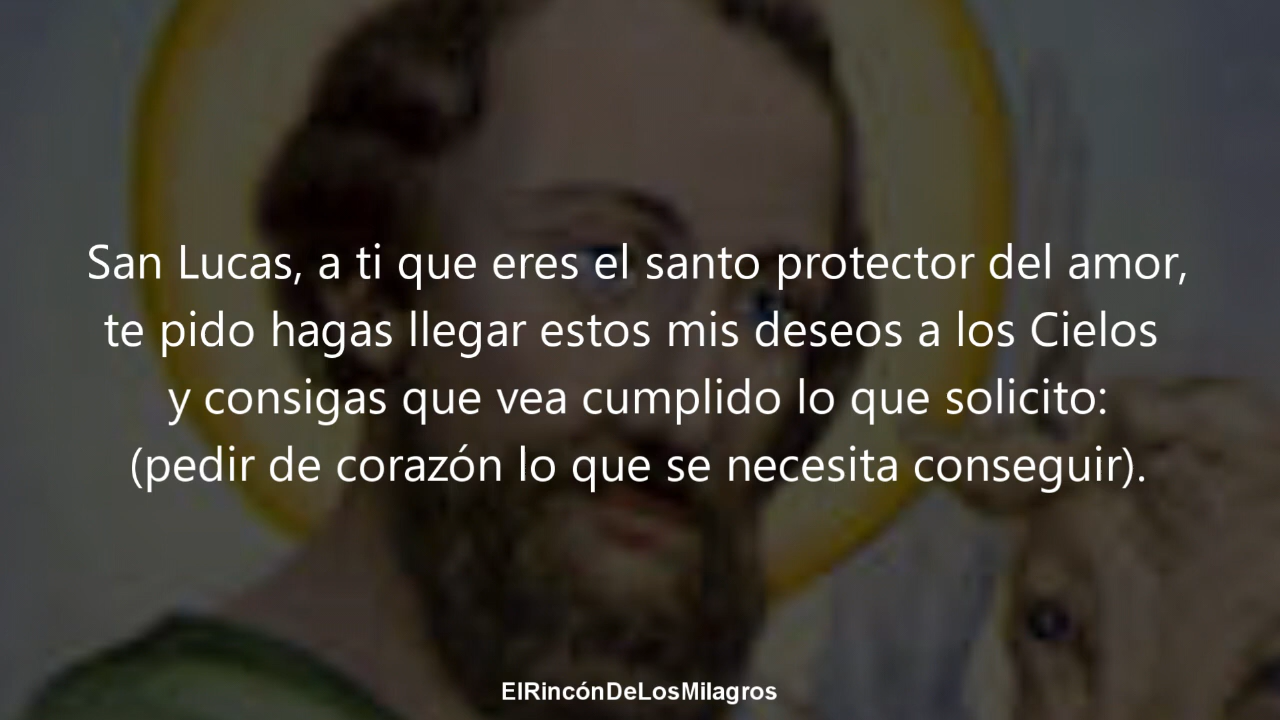 San Lucas, a ti que eres el santo protector del amor,
te pido hagas llegar estos mis deseos a los Cielos
y consigas que vea cumplido lo que solicito:
(pedir de corazón lo que se necesita conseguir).
ElRincónDeLosMilagros